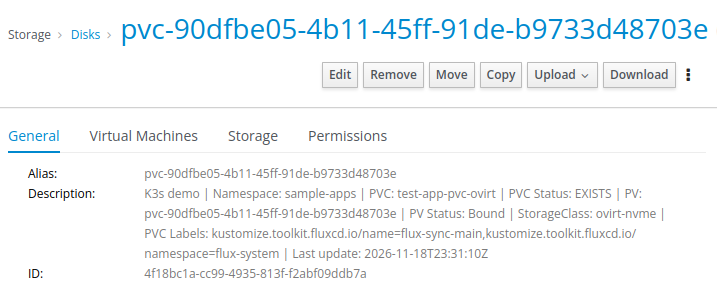 Storage › Disks › pvc-90dfbe05-4b11-45ff-91de-b9733d48703e
Edit Remove Move Copy Upload Download
General Virtual Machines Storage Permissions
Alias: pvc-90dfbe05-4b11-45ff-91de-b9733d48703e
Description: K3s demo | Namespace: sample-apps | PVC: test-app-pvc-ovirt | PVC Status: EXISTS | PV:
pvc-90dfbe05-4b11-45ff-91de-b9733d48703e | PV Status: Bound | StorageClass: ovirt-nvme |
PVC Labels: kustomize.toolkit.fluxcd.io/name=flux-sync-main,kustomize.toolkit.fluxcd.io/
namespace=flux-system | Last update: 2026-11-18T23:31:10Z
ID: 4f18bc1a-cc99-4935-813f-f2abf09ddb7a